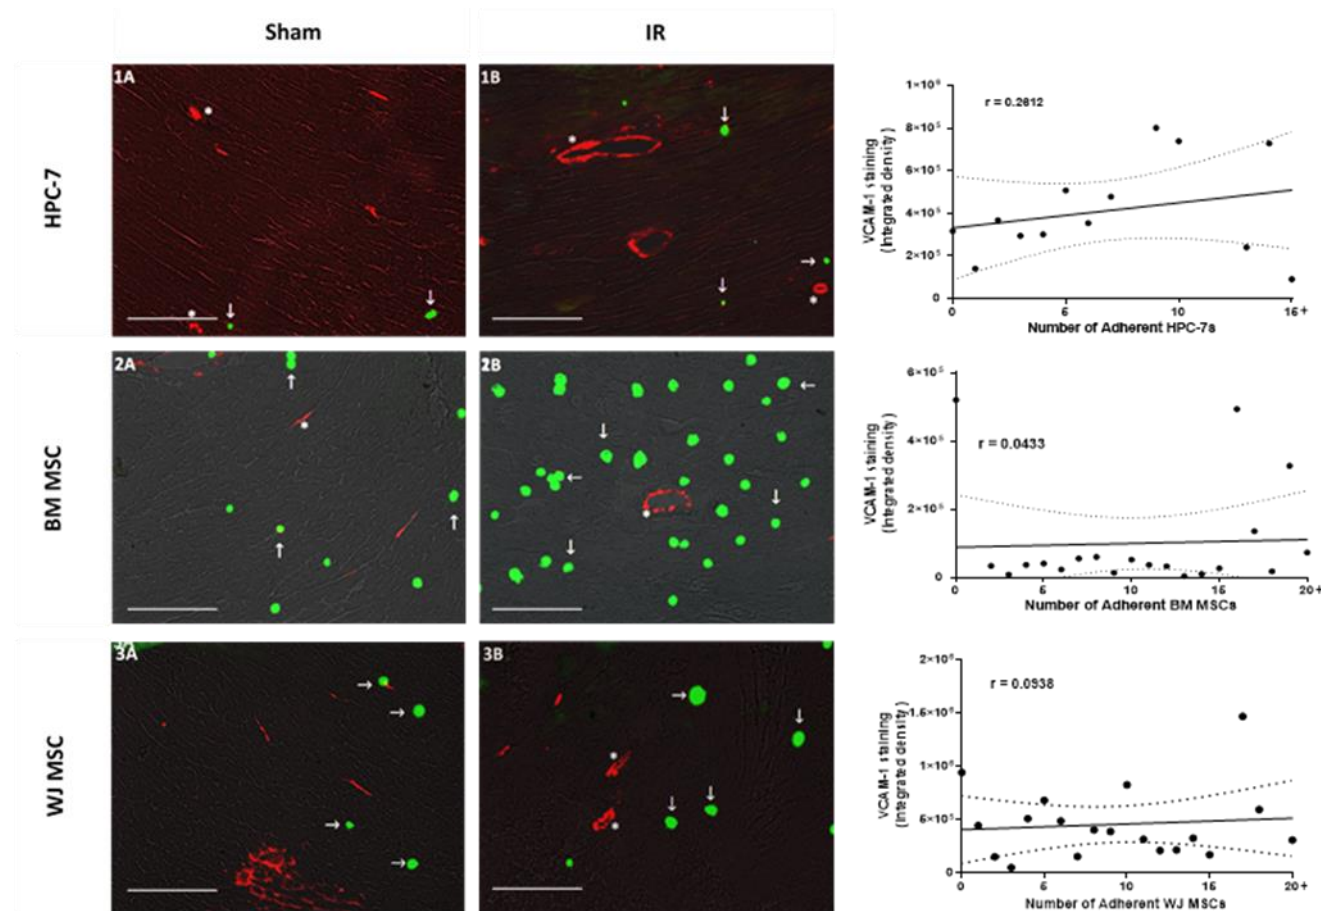 Sham
IR
HPC-7
1A
1B
VCAM-1 staining
(Integrated density)
1×10⁶
8×10⁵
6×10⁵
4×10⁵
2×10⁵
0
r = 0.2612
0
5
10
15+
Number of Adherent HPC-7s
BM MSC
2A
2B
VCAM-1 staining
(Integrated density)
6×10⁵
4×10⁵
2×10⁵
0
r = 0.0433
0
5
10
15
20+
Number of Adherent BM MSCs
WJ MSC
3A
3B
VCAM-1 staining
(Integrated density)
2×10⁶
1.5×10⁶
1×10⁶
5×10⁵
0
r = 0.0938
0
5
10
15
20+
Number of Adherent WJ MSCs